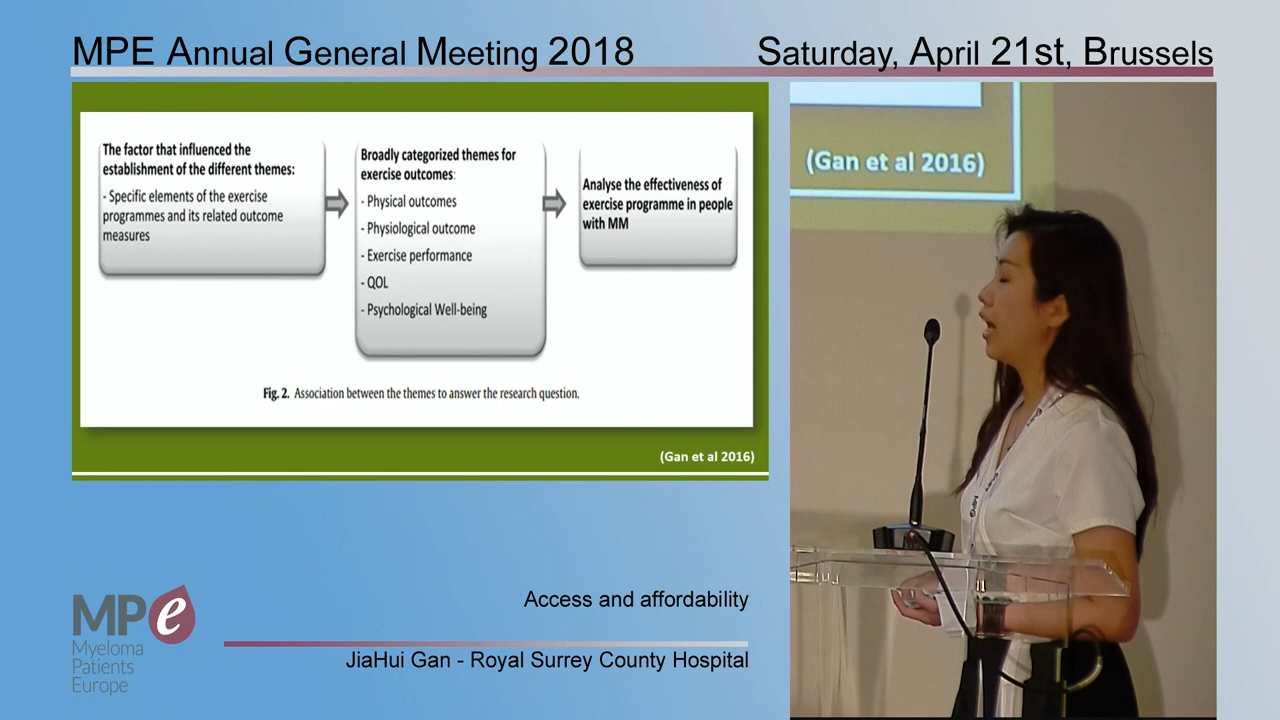 MPE Annual General Meeting 2018
Saturday, April 21st, Brussels
The factor that influenced the
establishment of the different themes:
- Specific elements of the exercise
programmes and its related outcome
measures
Broadly categorized themes for
exercise outcomes:
- Physical outcomes
- Physiological outcome
- Exercise performance
- QOL
- Psychological Well-being
Analyse the effectiveness of
exercise programme in people
with MM
Fig. 2. Association between the themes to answer the research question.
(Gan et al 2016)
(Gan et al 2016)
MPe
Myeloma
Patients
Europe
Access and affordability
JiaHui Gan - Royal Surrey County Hospital